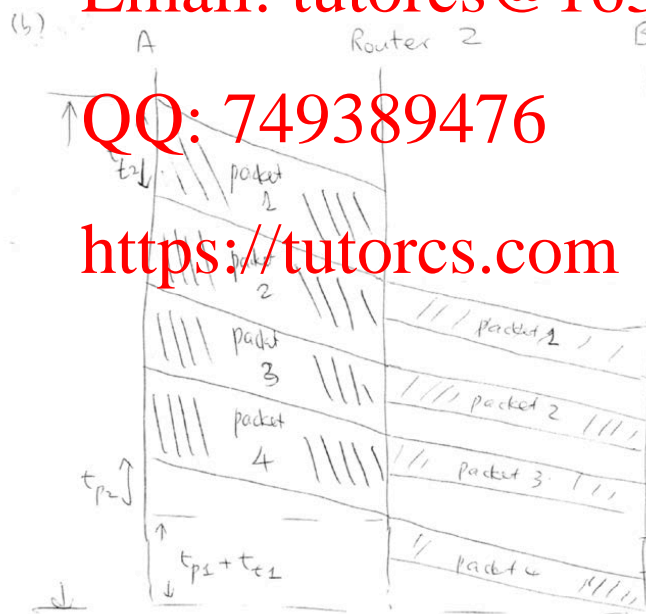 Email: tutorcs@163
(b)
A Router 2 B
QQ: 749389476
packet
1
https://tutorcs.com
packet
2
packet 1
packet
3
packet 2
packet
4
packet 3
tp2
tp1 + tt1
packet 4